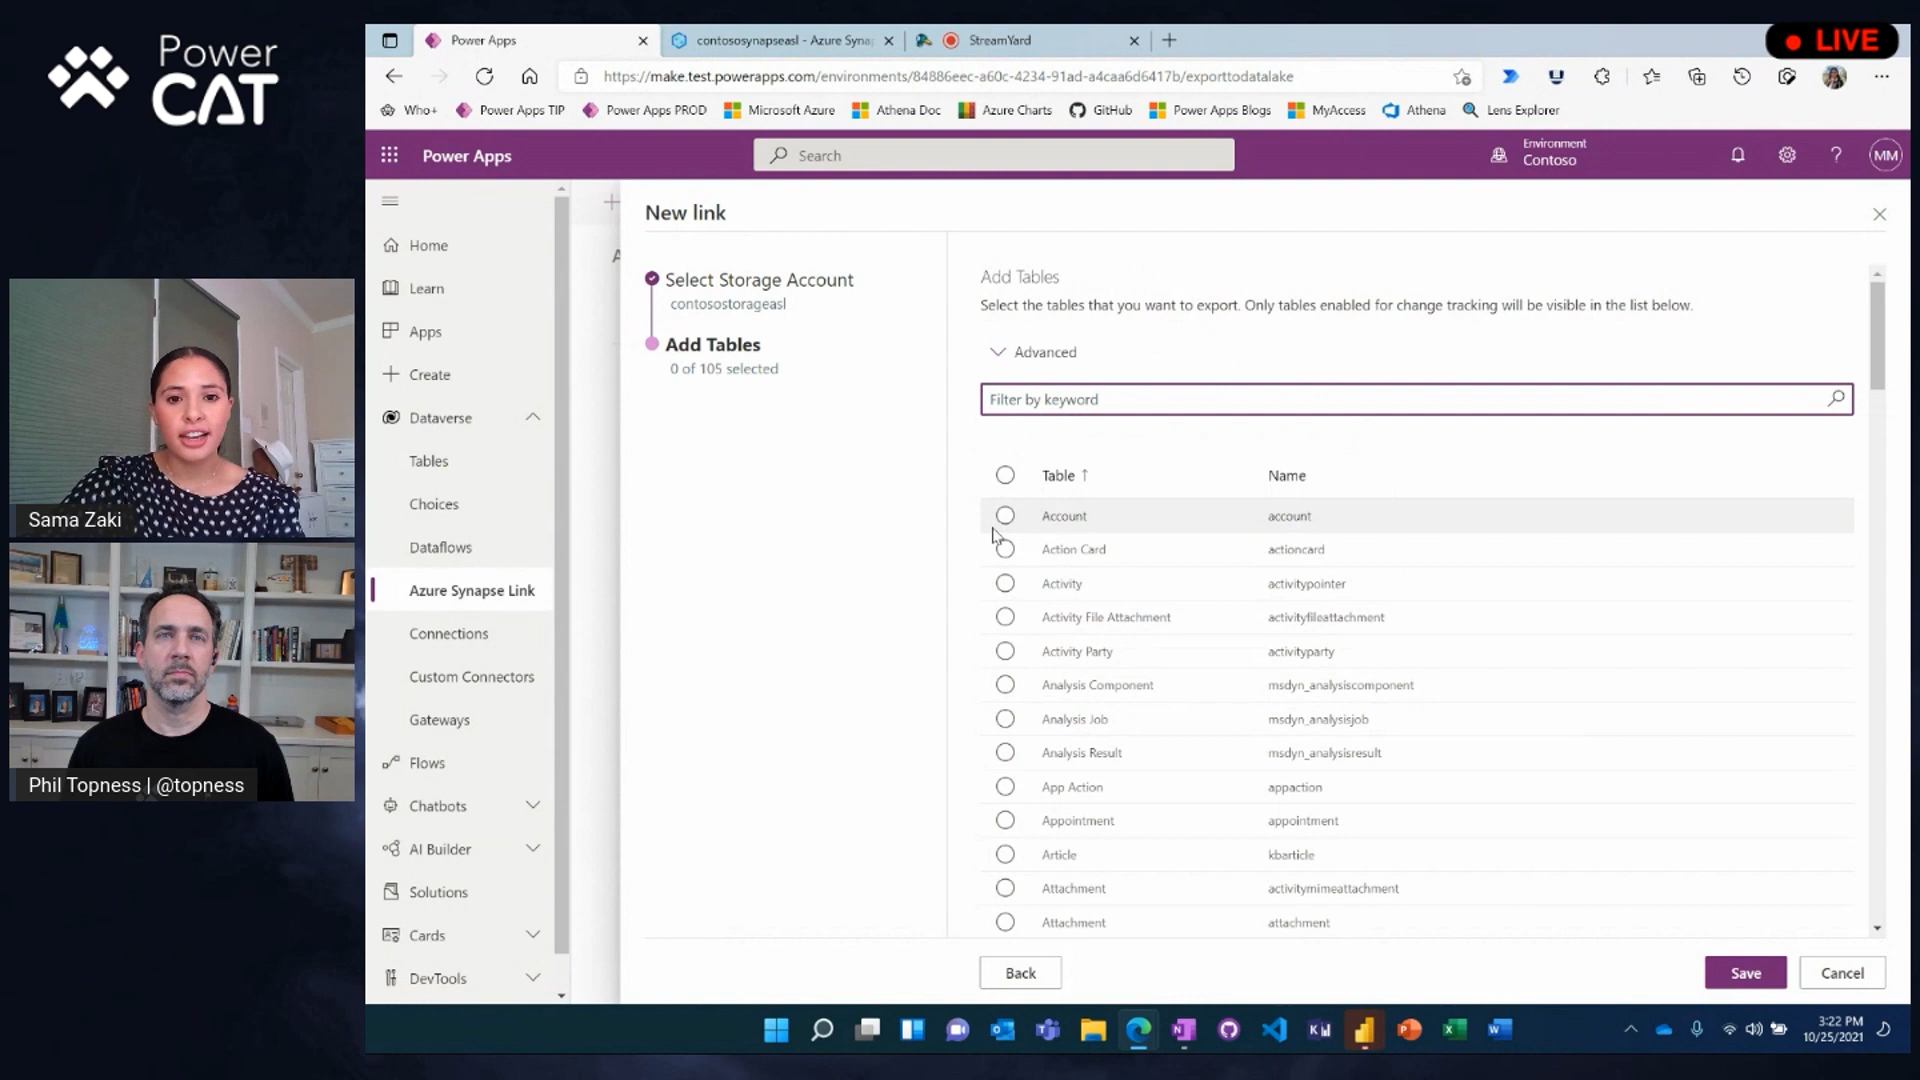 Power
CAT
Sama Zaki
Phil Topness | @topness
LIVE
Power Apps
contososynapseasl - Azure Syna
StreamYard
https://make.test.powerapps.com/environments/84886eec-a60c-4234-91ad-a4caa6d6417b/exporttodatalake
Who+
Power Apps TIP
Power Apps PROD
Microsoft Azure
Athena Doc
Azure Charts
GitHub
Power Apps Blogs
MyAccess
Athena
Lens Explorer
Power Apps
Search
Environment
Contoso
?
MM
Home
Learn
Apps
Create
Dataverse
Tables
Choices
Dataflows
Azure Synapse Link
Connections
Custom Connectors
Gateways
Flows
Chatbots
AI Builder
Solutions
Cards
DevTools
New link
Select Storage Account
contosostorageasl
Add Tables
0 of 105 selected
Add Tables
Select the tables that you want to export. Only tables enabled for change tracking will be visible in the list below.
Advanced
Filter by keyword
Table ↑ Name
Account account
Action Card actioncard
Activity activitypointer
Activity File Attachment activityfileattachment
Activity Party activityparty
Analysis Component msdyn_analysiscomponent
Analysis Job msdyn_analysisjob
Analysis Result msdyn_analysisresult
App Action appaction
Appointment appointment
Article kbarticle
Attachment activitymimeattachment
Attachment attachment
Back
Save
Cancel
3:22 PM
10/25/2021